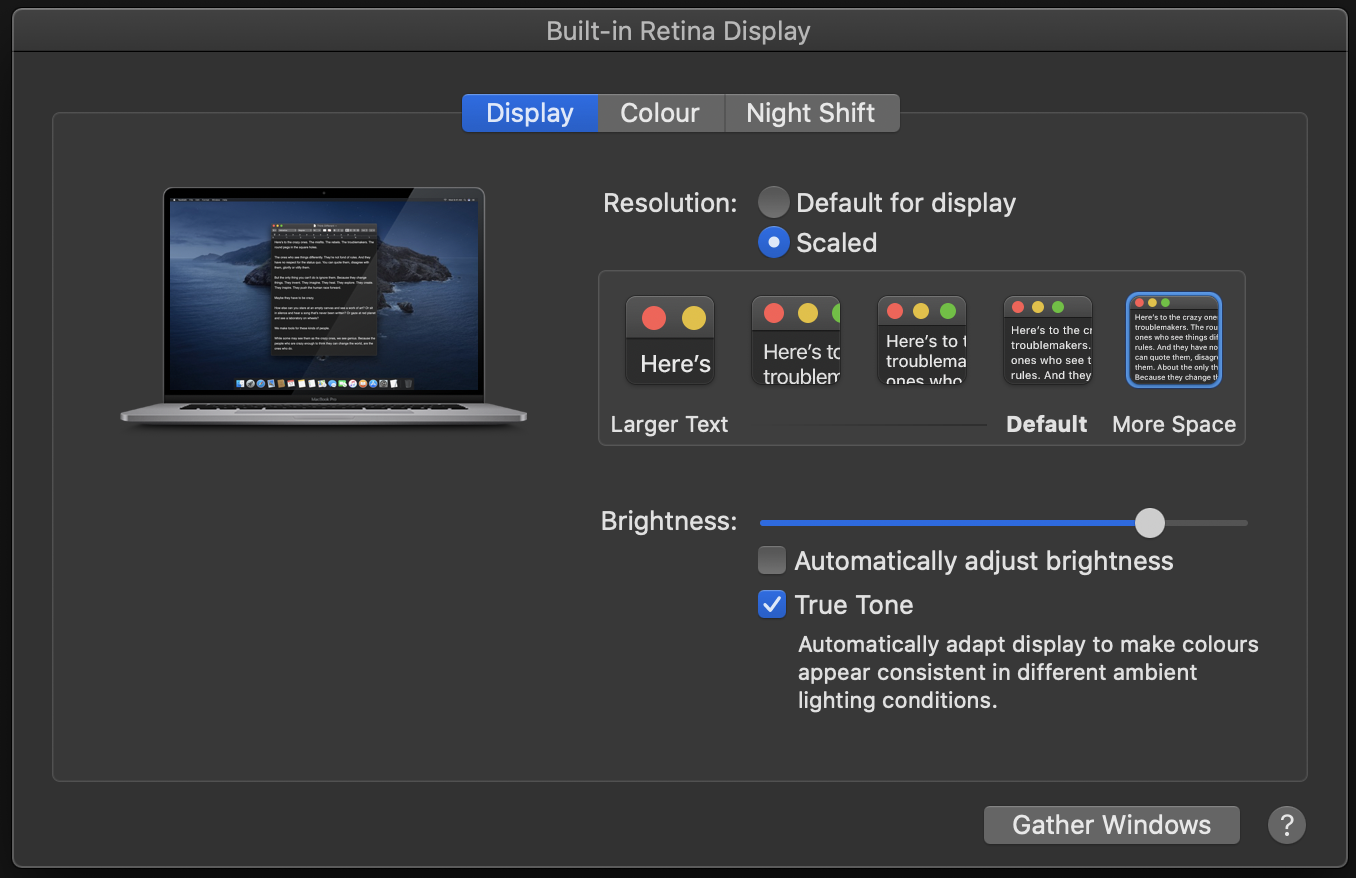 Built-in Retina Display
Display Colour Night Shift
Resolution: Default for display
Scaled
Here's
Here's to
troublem
Here's to t
troublema
ones who
Here's to the cr
troublemakers.
ones who see t
rules. And they
Here's to the crazy one
troublemakers. The rou
ones who see things dif
rules. And they have no
can quote them, disagr
them. About the only th
Because they change th
Larger Text Default More Space
Brightness:
Automatically adjust brightness
True Tone
Automatically adapt display to make colours
appear consistent in different ambient
lighting conditions.
Gather Windows ?